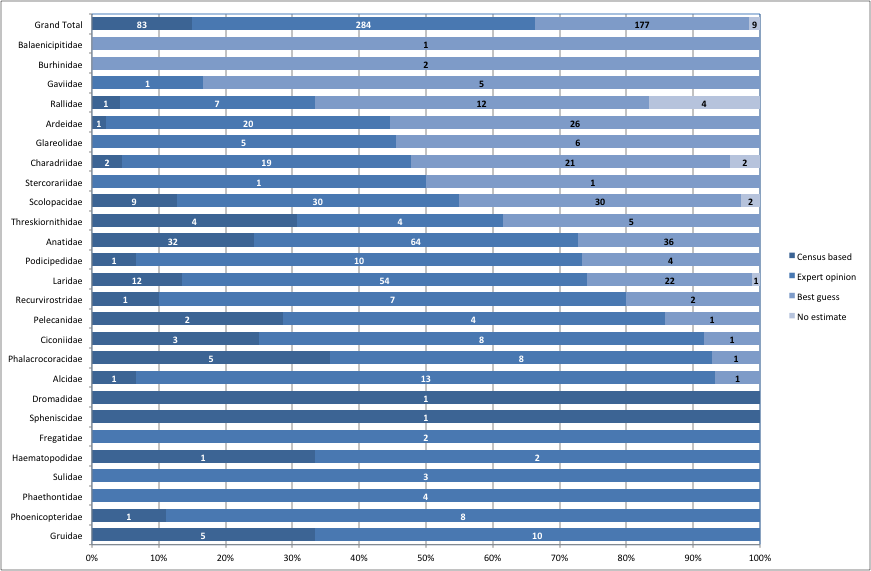 Grand Total 83 284 177 9
Balaenicipitidae 1
Burhinidae 2
Gaviidae 1 5
Rallidae 1 7 12 4
Ardeidae 1 20 26
Glareolidae 5 6
Charadriidae 2 19 21 2
Stercorariidae 1 1
Scolopacidae 9 30 30 2
Threskiornithidae 4 4 5
Anatidae 32 64 36
Podicipedidae 1 10 4
Laridae 12 54 22 1
Recurvirostridae 1 7 2
Pelecanidae 2 4 1
Ciconiidae 3 8 1
Phalacrocoracidae 5 8 1
Alcidae 1 13 1
Dromadidae 1
Spheniscidae 1
Fregatidae 2
Haematopodidae 1 2
Sulidae 3
Phaethontidae 4
Phoenicopteridae 1 8
Gruidae 5 10
0% 10% 20% 30% 40% 50% 60% 70% 80% 90% 100%
Census based
Expert opinion
Best guess
No estimate